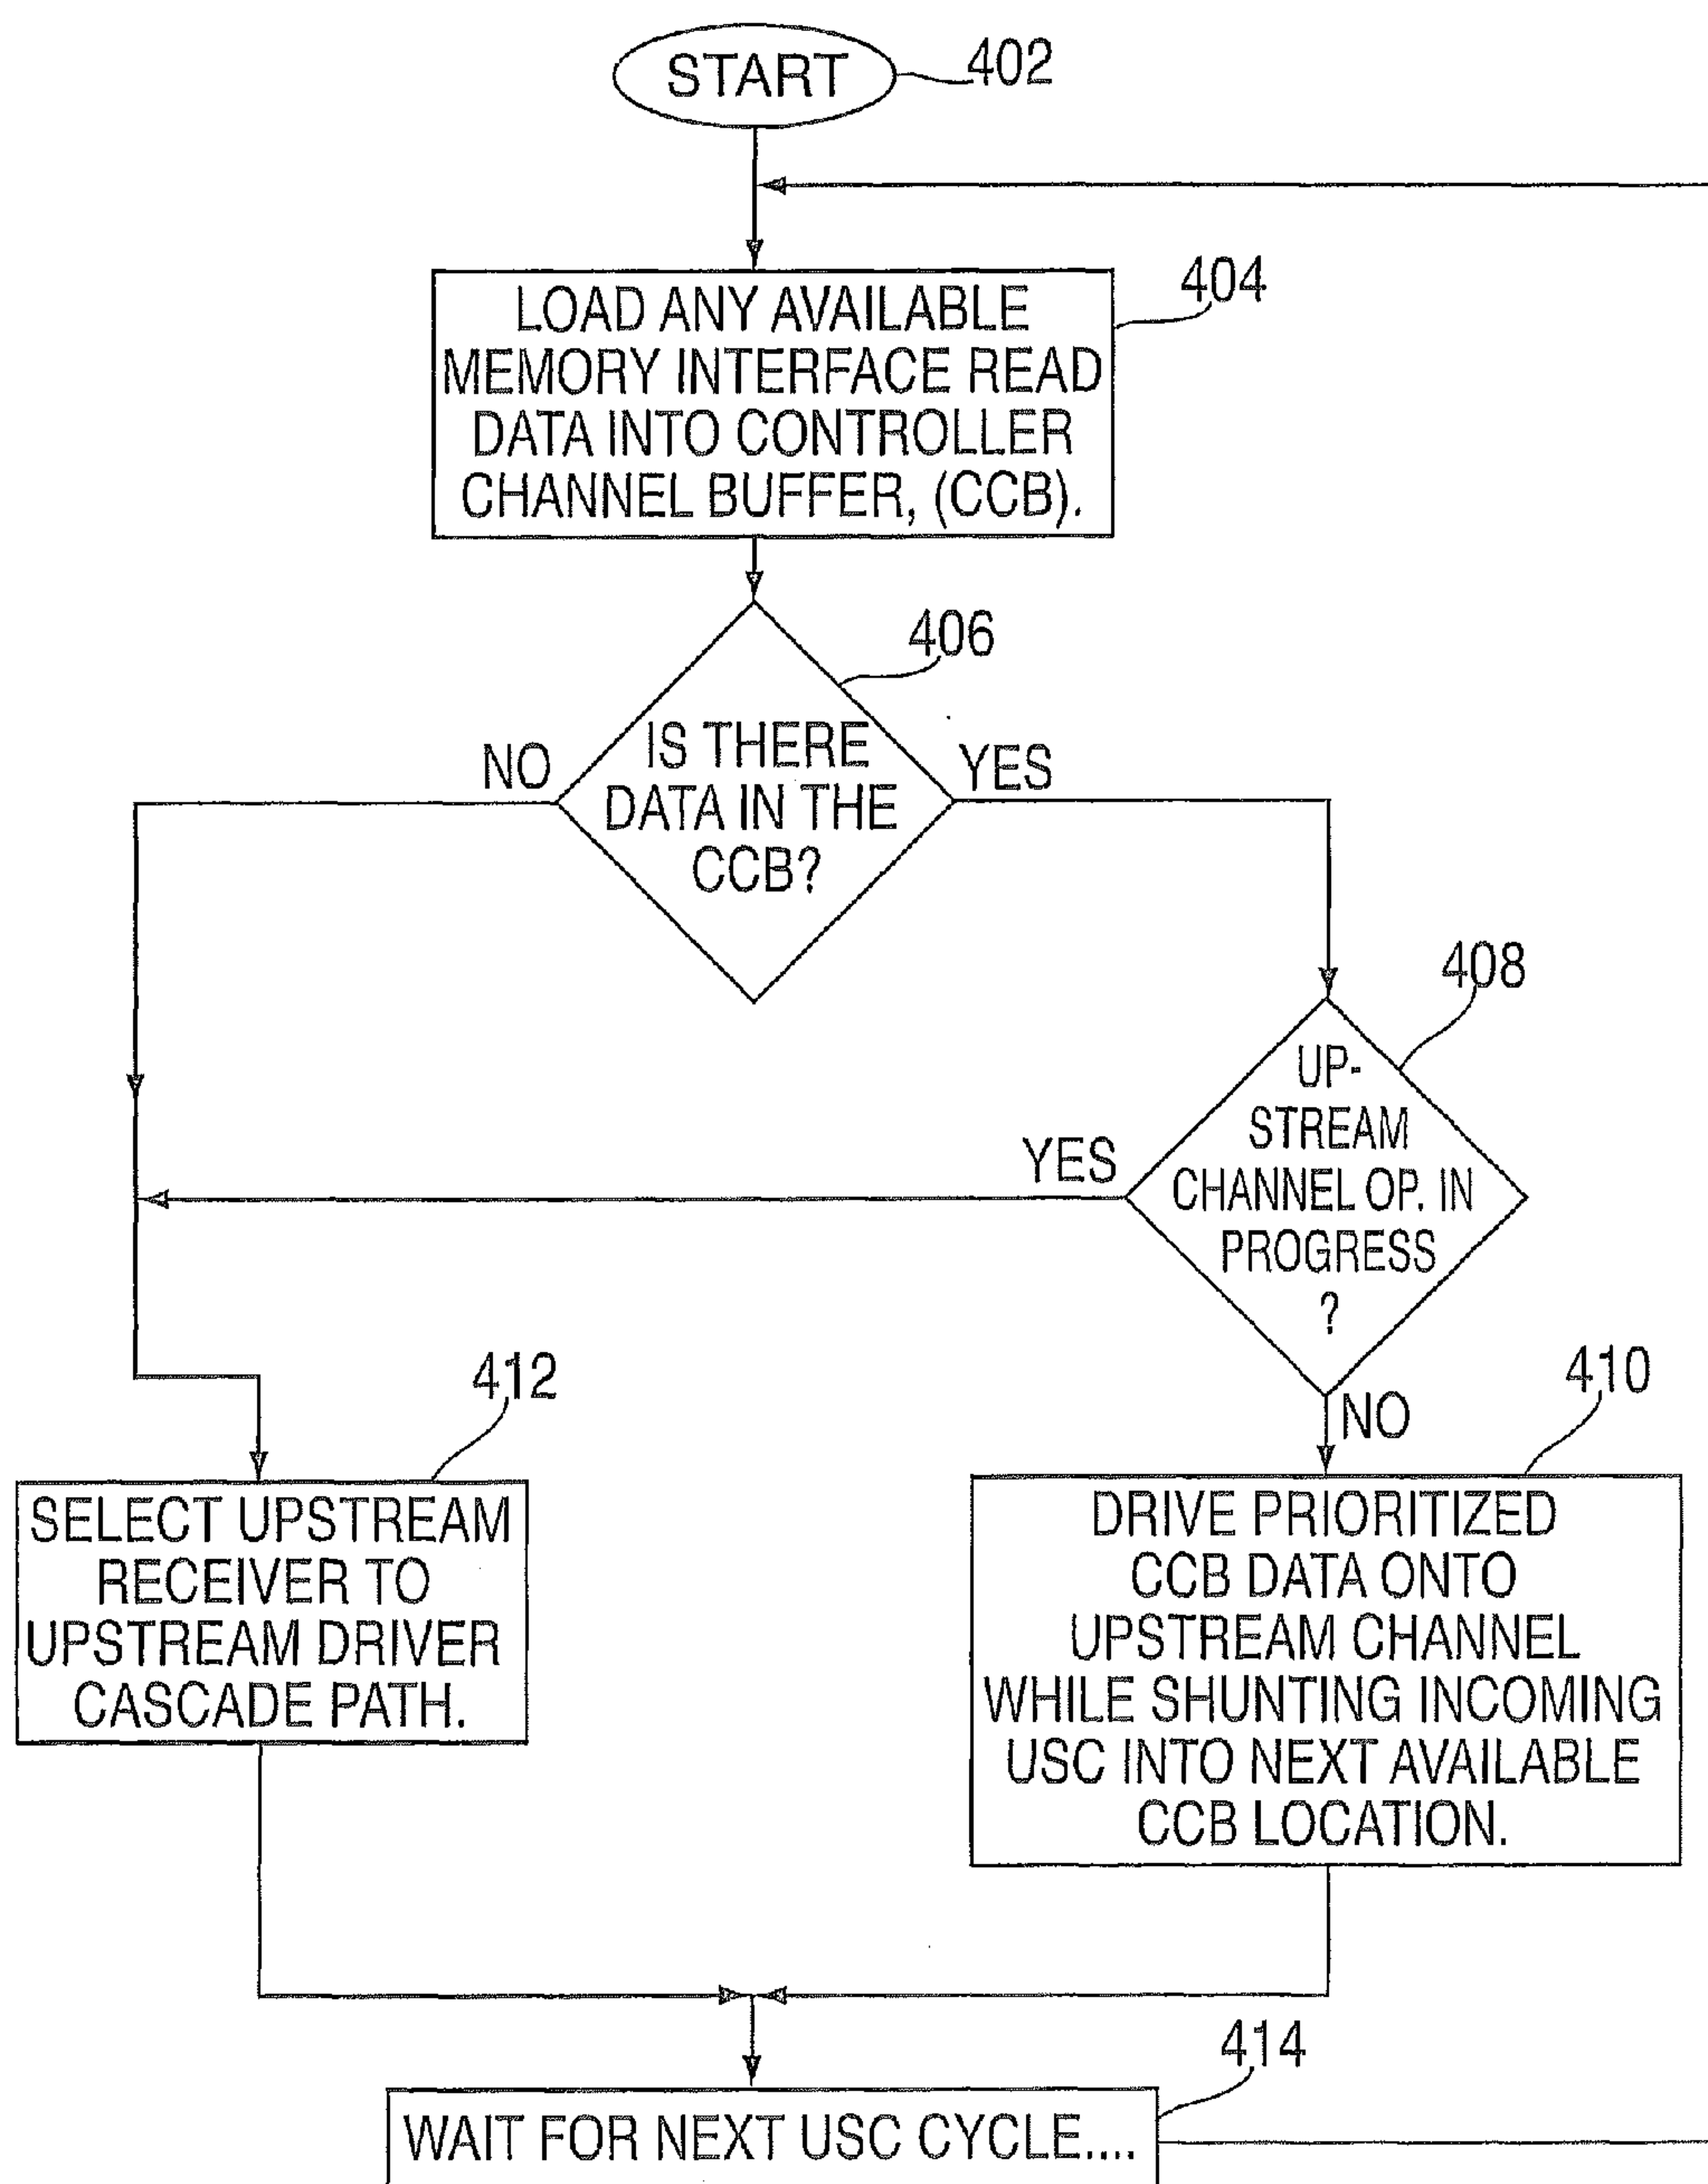 START
402
LOAD ANY AVAILABLE
MEMORY INTERFACE READ
DATA INTO CONTROLLER
CHANNEL BUFFER, (CCB).
404
406
IS THERE
DATA IN THE
CCB?
NO
YES
408
UP-
STREAM
CHANNEL OP. IN
PROGRESS
?
YES
NO
412
SELECT UPSTREAM
RECEIVER TO
UPSTREAM DRIVER
CASCADE PATH.
410
DRIVE PRIORITIZED
CCB DATA ONTO
UPSTREAM CHANNEL
WHILE SHUNTING INCOMING
USC INTO NEXT AVAILABLE
CCB LOCATION.
414
WAIT FOR NEXT USC CYCLE....